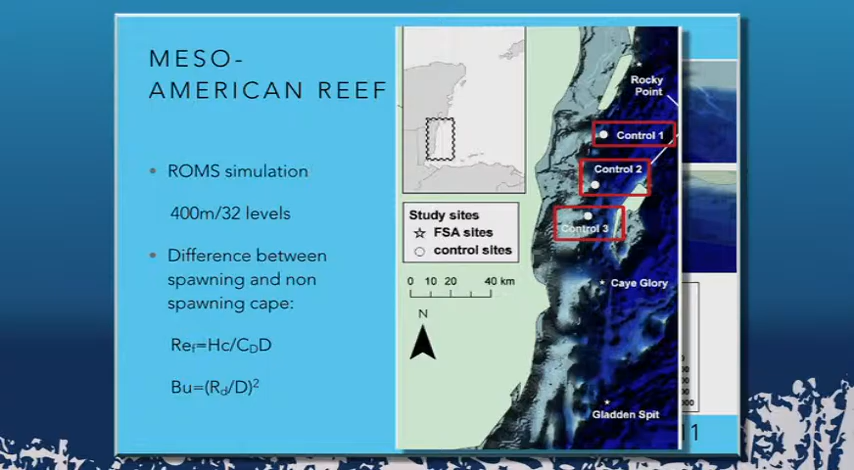 MESO-
AMERICAN REEF
• ROMS simulation
400m/32 levels
• Difference between
spawning and non
spawning cape:
Ref=Hc/CDD
Bu=(Rd/D)²
Rocky
Point
Control 1
Control 2
Control 3
Study sites
FSA sites
control sites
0 10 20 40 km
N
Caye Glory
Gladden Spit